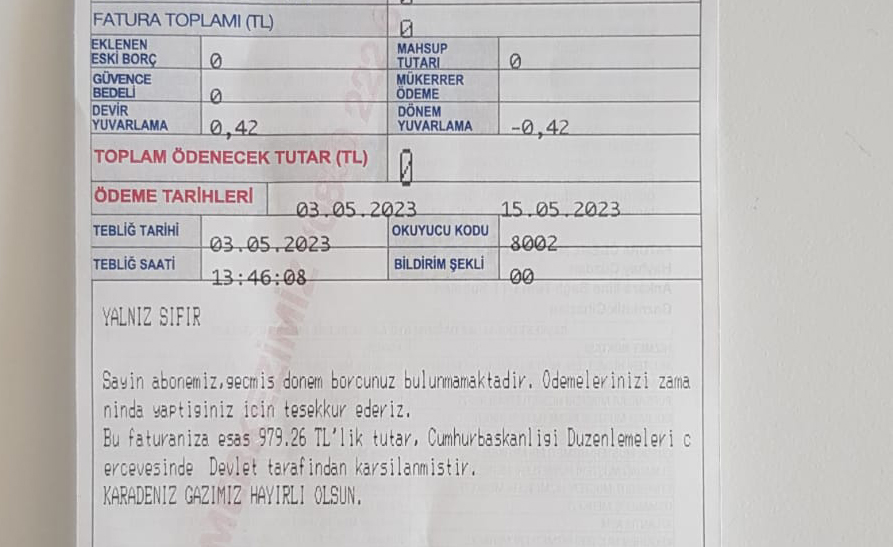 FATURA TOPLAMI (TL) 0
EKLENEN ESKİ BORÇ 0 MAHSUP TUTARI 0
GÜVENCE BEDELİ 0 MÜKERRER ÖDEME
DEVİR YUVARLAMA 0,42 DÖNEM YUVARLAMA -0,42
TOPLAM ÖDENECEK TUTAR (TL) 0
ÖDEME TARİHLERİ 03.05.2023 15.05.2023
TEBLİĞ TARİHİ 03.05.2023 OKUYUCU KODU 8002
TEBLİĞ SAATİ 13:46:08 BİLDİRİM ŞEKLİ 00
YALNIZ SIFIR
Sayin abonemiz,gecmis donem borcunuz bulunmamaktadir. Odemelerinizi zama
ninda yaptiginiz icin tesekkur ederiz.
Bu faturaniza esas 979.26 TL'lik tutar, Cumhurbaskanligi Duzenlemeleri c
ercevesinde Devlet tarafindan karsilanmistir.
KARADENIZ GAZIMIZ HAYIRLI OLSUN.